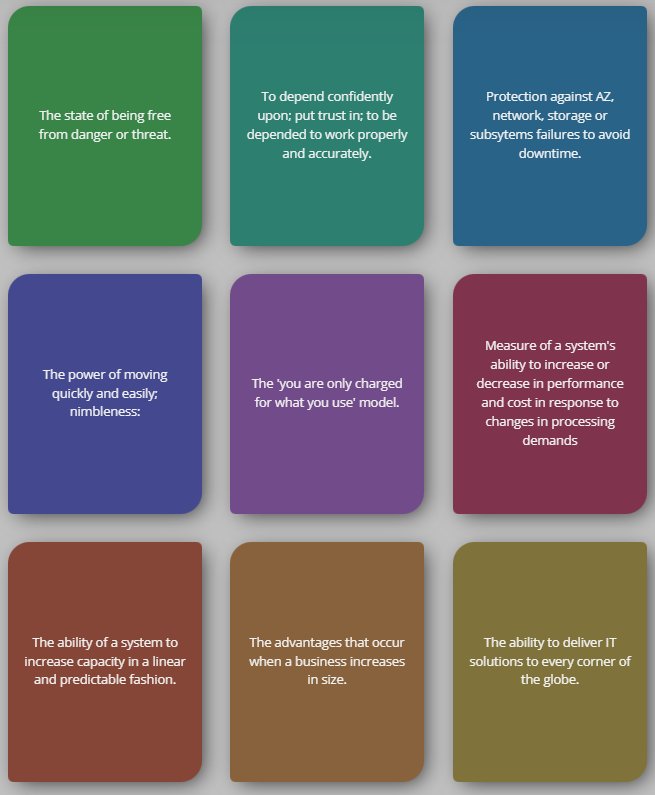 The state of being free
from danger or threat.
To depend confidently
upon; put trust in; to be
depended to work properly
and accurately.
Protection against AZ,
network, storage or
subsytems failures to avoid
downtime.
The power of moving
quickly and easily;
nimbleness:
The 'you are only charged
for what you use' model.
Measure of a system's
ability to increase or
decrease in performance
and cost in response to
changes in processing
demands
The ability of a system to
increase capacity in a linear
and predictable fashion.
The advantages that occur
when a business increases
in size.
The ability to deliver IT
solutions to every corner of
the globe.